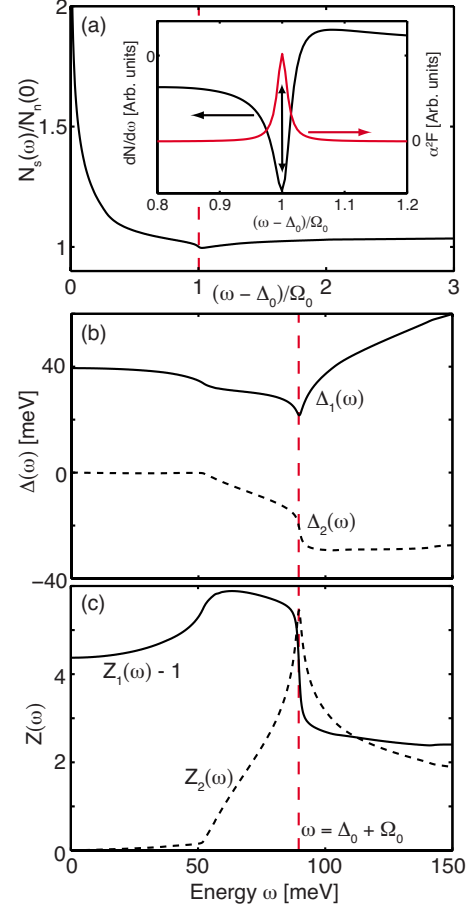 (a)
2
1.5
1
N_s(ω)/N_n(0)
0
dN/dω [Arb. units]
α²F [Arb. units]
0
0.8 0.9 1 1.1 1.2
(ω − Δ₀)/Ω₀
0 1 2 3
(ω − Δ₀)/Ω₀
(b)
40
0
−40
Δ(ω) [meV]
Δ₁(ω)
Δ₂(ω)
(c)
4
2
0
Z(ω)
Z₁(ω) - 1
Z₂(ω)
ω = Δ₀ + Ω₀
0 50 100 150
Energy ω [meV]